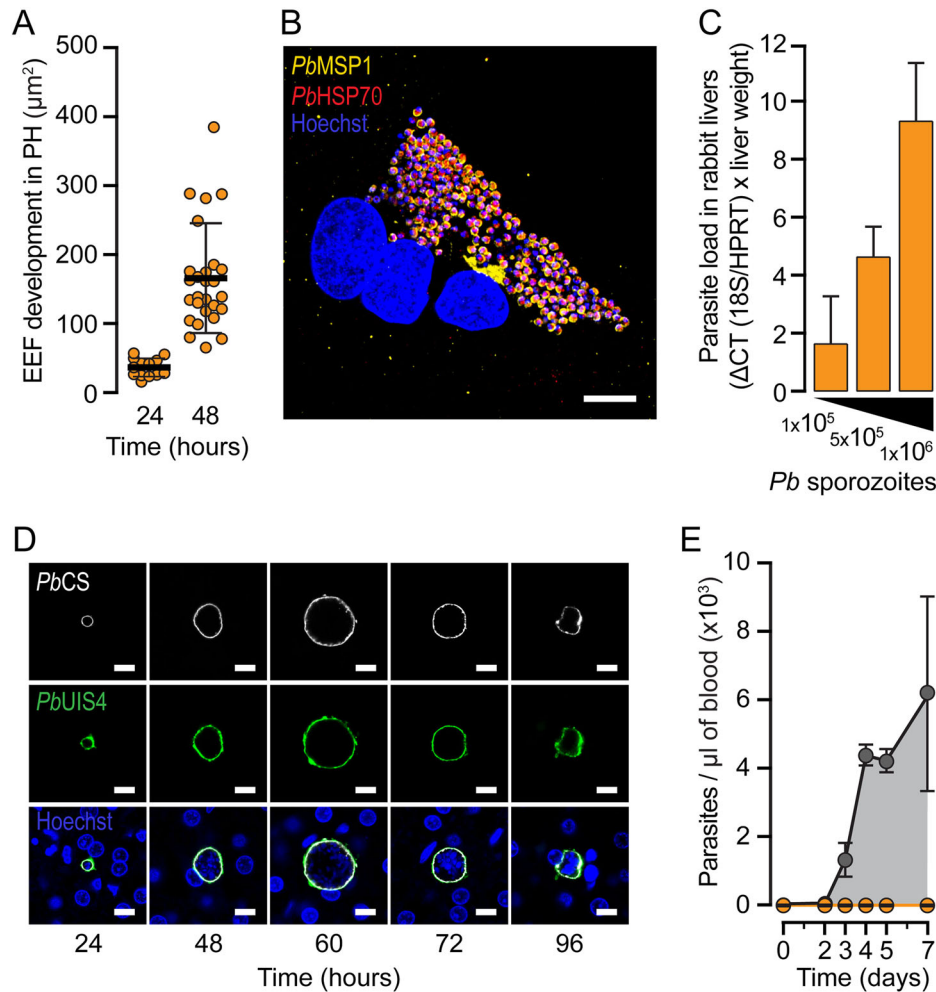 A
EEF development in PH (µm²)
500
400
300
200
100
0
24
48
Time (hours)
B
PbMSP1
PbHSP70
Hoechst
C
Parasite load in rabbit livers
(ΔCT (18S/HPRT) x liver weight)
12
10
8
6
4
2
0
1x10⁵
5x10⁵
1x10⁶
Pb sporozoites
D
PbCS
PbUIS4
Hoechst
24
48
60
72
96
Time (hours)
E
Parasites / µl of blood (x10³)
10
8
6
4
2
0
0
2
3
4
5
7
Time (days)